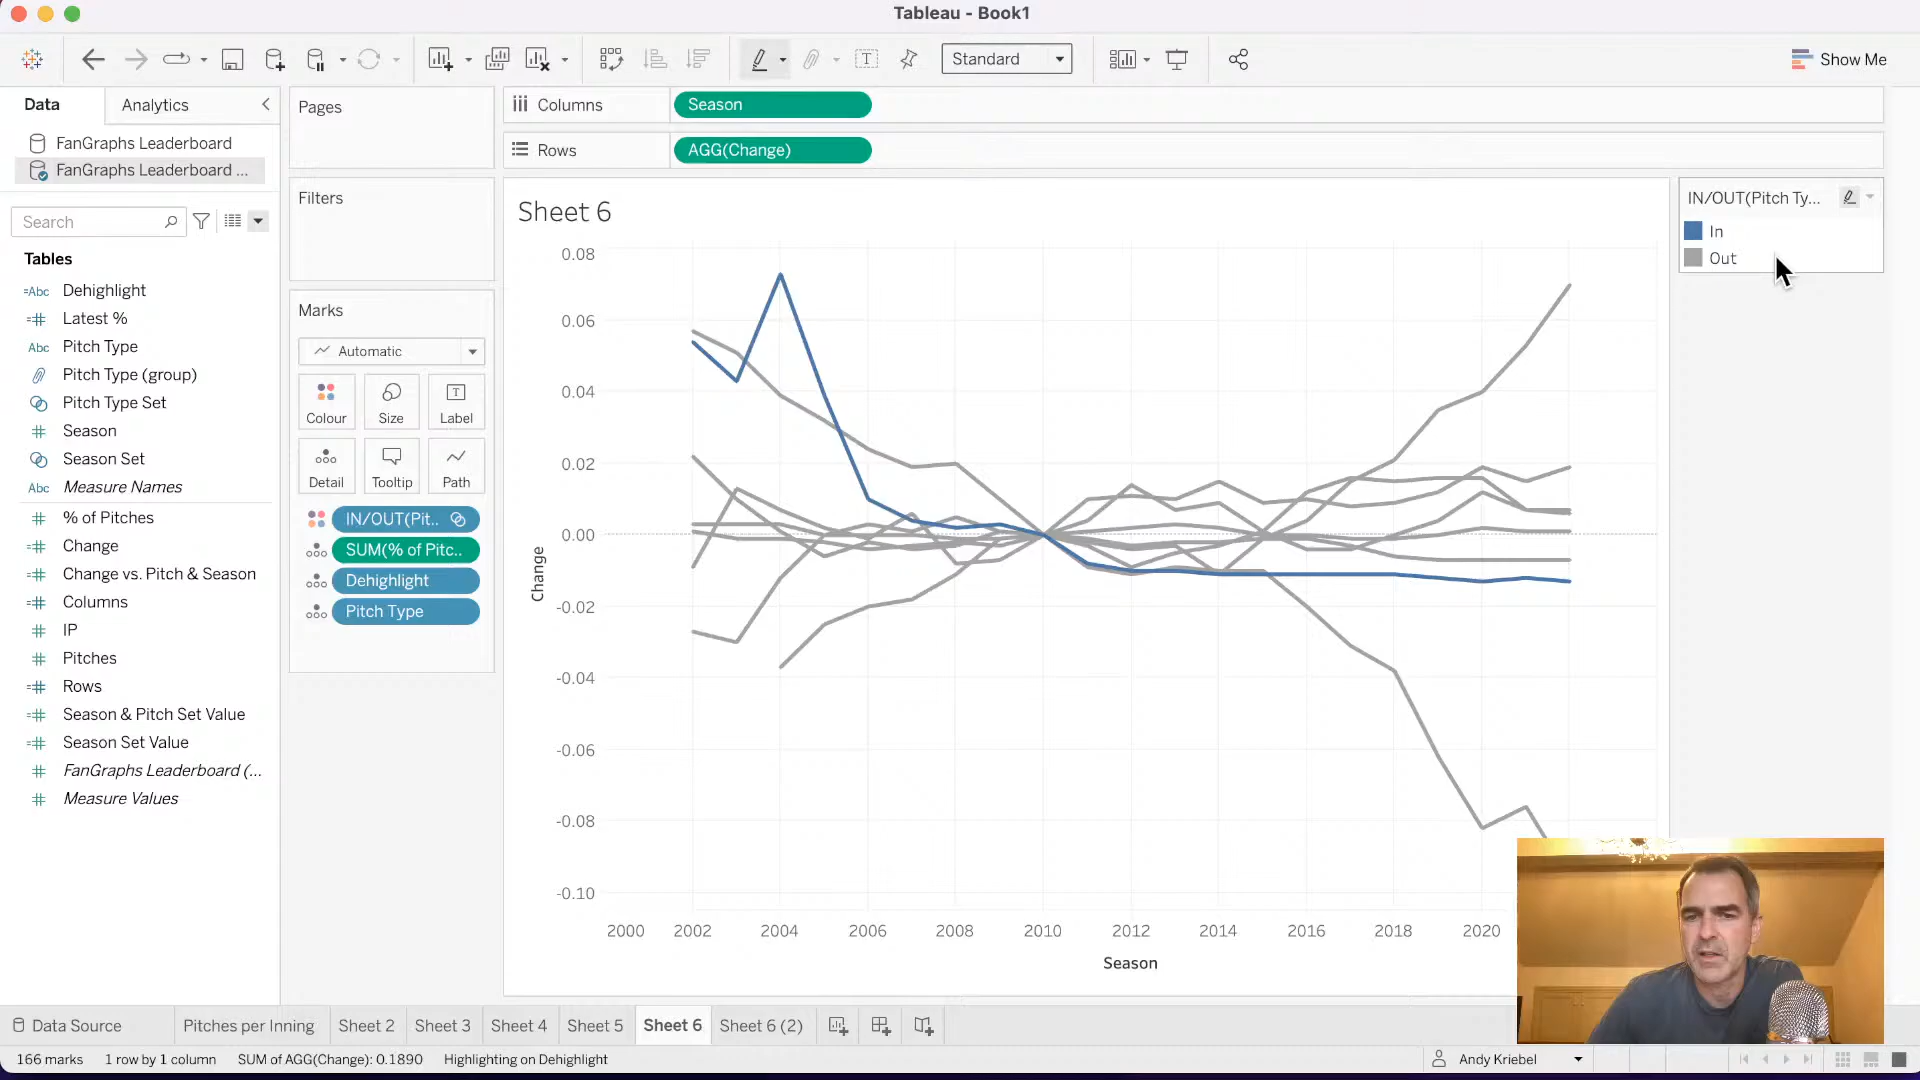 Tableau - Book1
Standard
Show Me
Data
Analytics
FanGraphs Leaderboard
FanGraphs Leaderboard ...
Search
Tables
=Abc Dehighlight
Latest %
Abc Pitch Type
Pitch Type (group)
Pitch Type Set
Season
Season Set
Abc Measure Names
% of Pitches
Change
Change vs. Pitch & Season
Columns
IP
Pitches
Rows
Season & Pitch Set Value
Season Set Value
FanGraphs Leaderboard (...
Measure Values
Pages
Filters
Marks
Automatic
Colour
Size
Label
Detail
Tooltip
Path
IN/OUT(Pit..
SUM(% of Pitc..
Dehighlight
Pitch Type
Columns
Season
Rows
AGG(Change)
Sheet 6
0.08
0.06
0.04
0.02
0.00
-0.02
-0.04
-0.06
-0.08
-0.10
Change
2000
2002
2004
2006
2008
2010
2012
2014
2016
2018
2020
Season
IN/OUT(Pitch Ty...
In
Out
Data Source
Pitches per Inning
Sheet 2
Sheet 3
Sheet 4
Sheet 5
Sheet 6
Sheet 6 (2)
166 marks
1 row by 1 column
SUM of AGG(Change): 0.1890
Highlighting on Dehighlight
Andy Kriebel